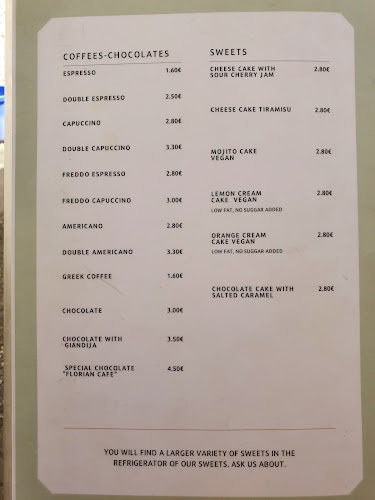 COFFEES-CHOCOLATES
ESPRESSO 1.60€
DOUBLE ESPRESSO 2.50€
CAPUCCINO 2.80€
DOUBLE CAPUCCINO 3.30€
FREDDO ESPRESSO 2.80€
FREDDO CAPUCCINO 3.00€
AMERICANO 2.80€
DOUBLE AMERICANO 3.30€
GREEK COFFEE 1.60€
CHOCOLATE 3.00€
CHOCOLATE WITH 3.50€
GIANDIJA
SPECIAL CHOCOLATE 4.50€
"FLORIAN CAFE"
SWEETS
CHEESE CAKE WITH 2.80€
SOUR CHERRY JAM
CHEESE CAKE TIRAMISU 2.80€
MOJITO CAKE 2.80€
VEGAN
LEMON CREAM 2.80€
CAKE VEGAN
LOW FAT, NO SUGGAR ADDED
ORANGE CREAM 2.80€
CAKE VEGAN
LOW FAT, NO SUGGAR ADDED
CHOCOLATE CAKE WITH 2.80€
SALTED CARAMEL
YOU WILL FIND A LARGER VARIETY OF SWEETS IN THE
REFRIGERATOR OF OUR SWEETS. ASK US ABOUT.